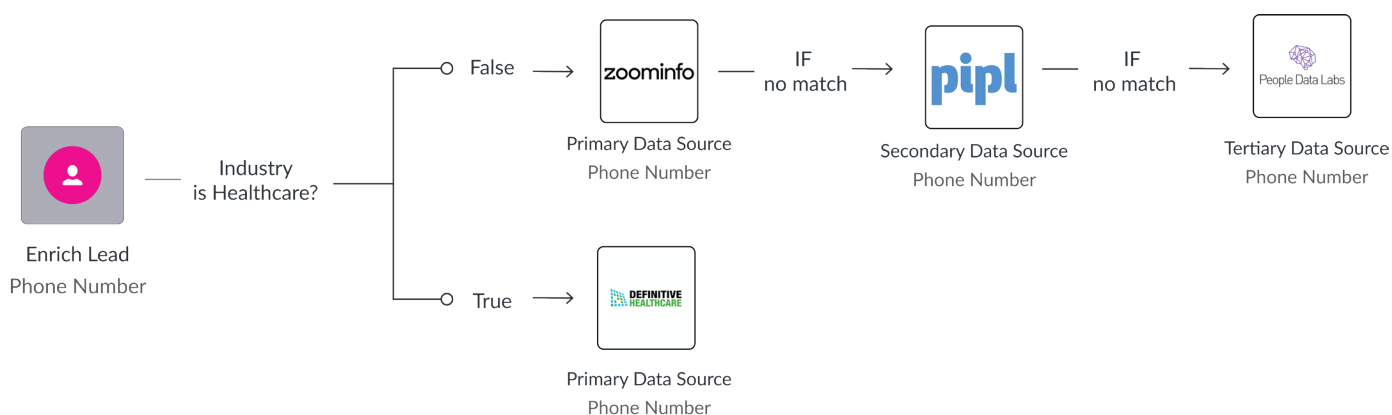 Enrich Lead
Phone Number
Industry
is Healthcare?
False
zoominfo
Primary Data Source
Phone Number
IF
no match
pipl
Secondary Data Source
Phone Number
IF
no match
People Data Labs
Tertiary Data Source
Phone Number
True
DEFINITIVE
HEALTHCARE
Primary Data Source
Phone Number